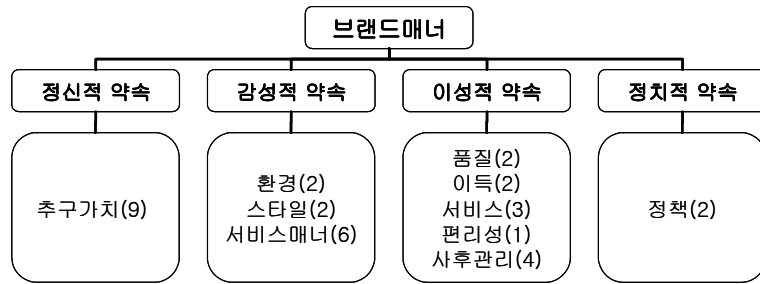 브랜드매너
정신적 약속
감성적 약속
이성적 약속
정치적 약속
추구가치(9)
환경(2)
스타일(2)
서비스매너(6)
품질(2)
이득(2)
서비스(3)
편리성(1)
사후관리(4)
정책(2)